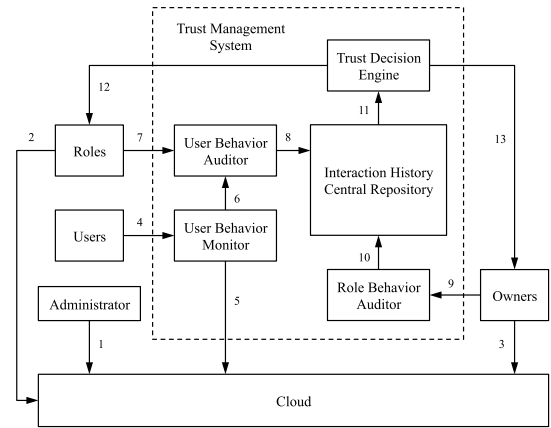 Trust Management
System
Trust Decision
Engine
12
11
13
2
Roles
7
User Behavior
Auditor
8
Interaction History
Central Repository
6
Users
4
User Behavior
Monitor
10
5
Role Behavior
Auditor
9
Owners
Administrator
1
3
Cloud